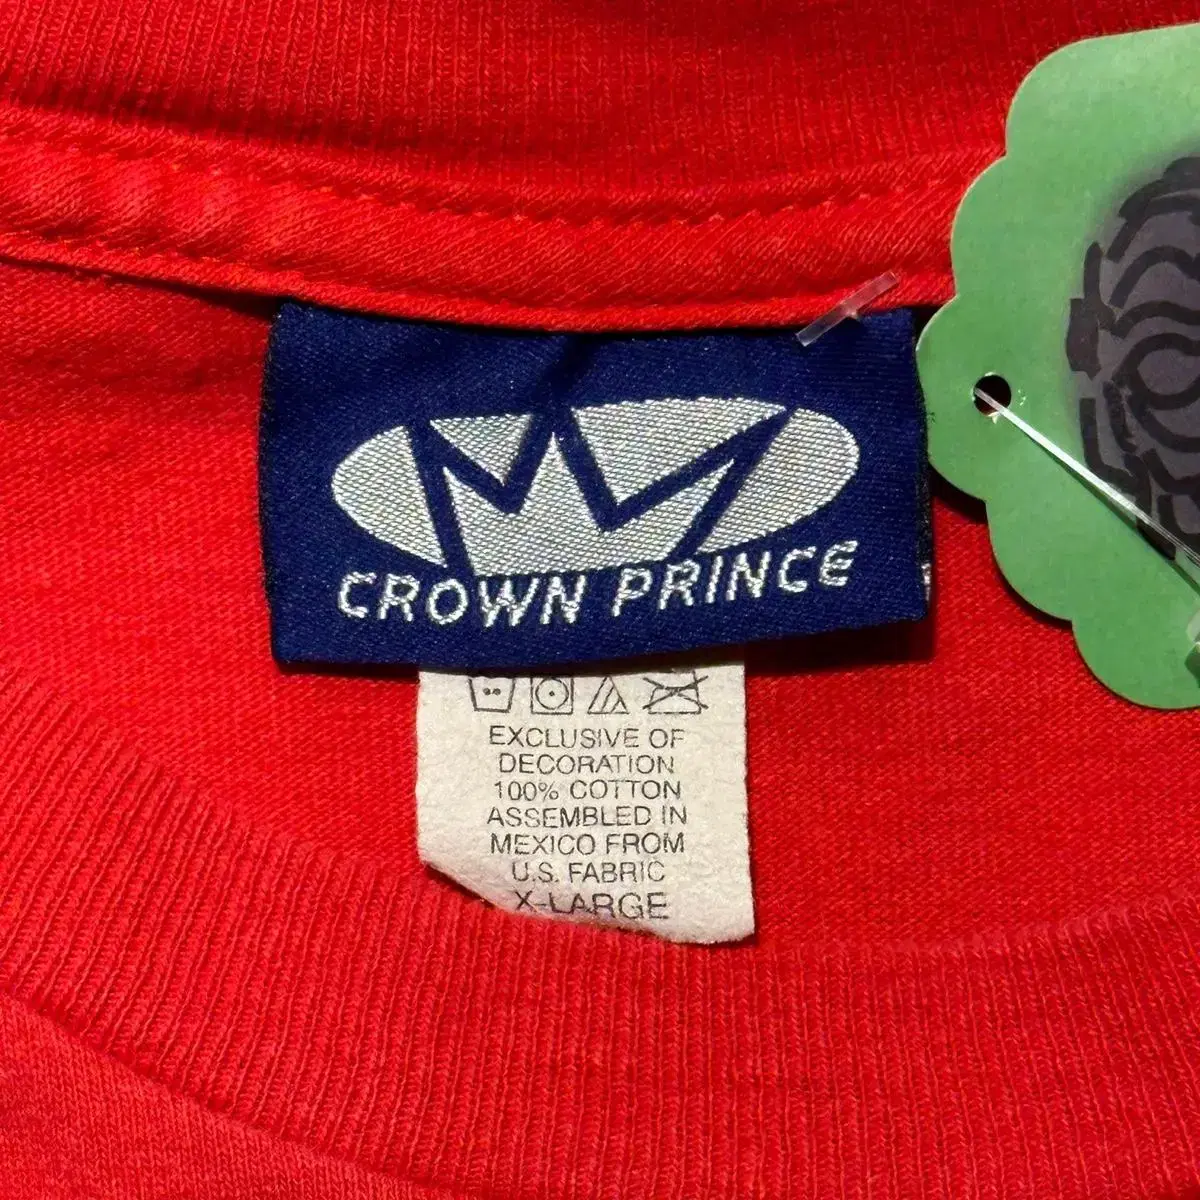 CROWN PRINCE
EXCLUSIVE OF
DECORATION
100% COTTON
ASSEMBLED IN
MEXICO FROM
U.S. FABRIC
X-LARGE